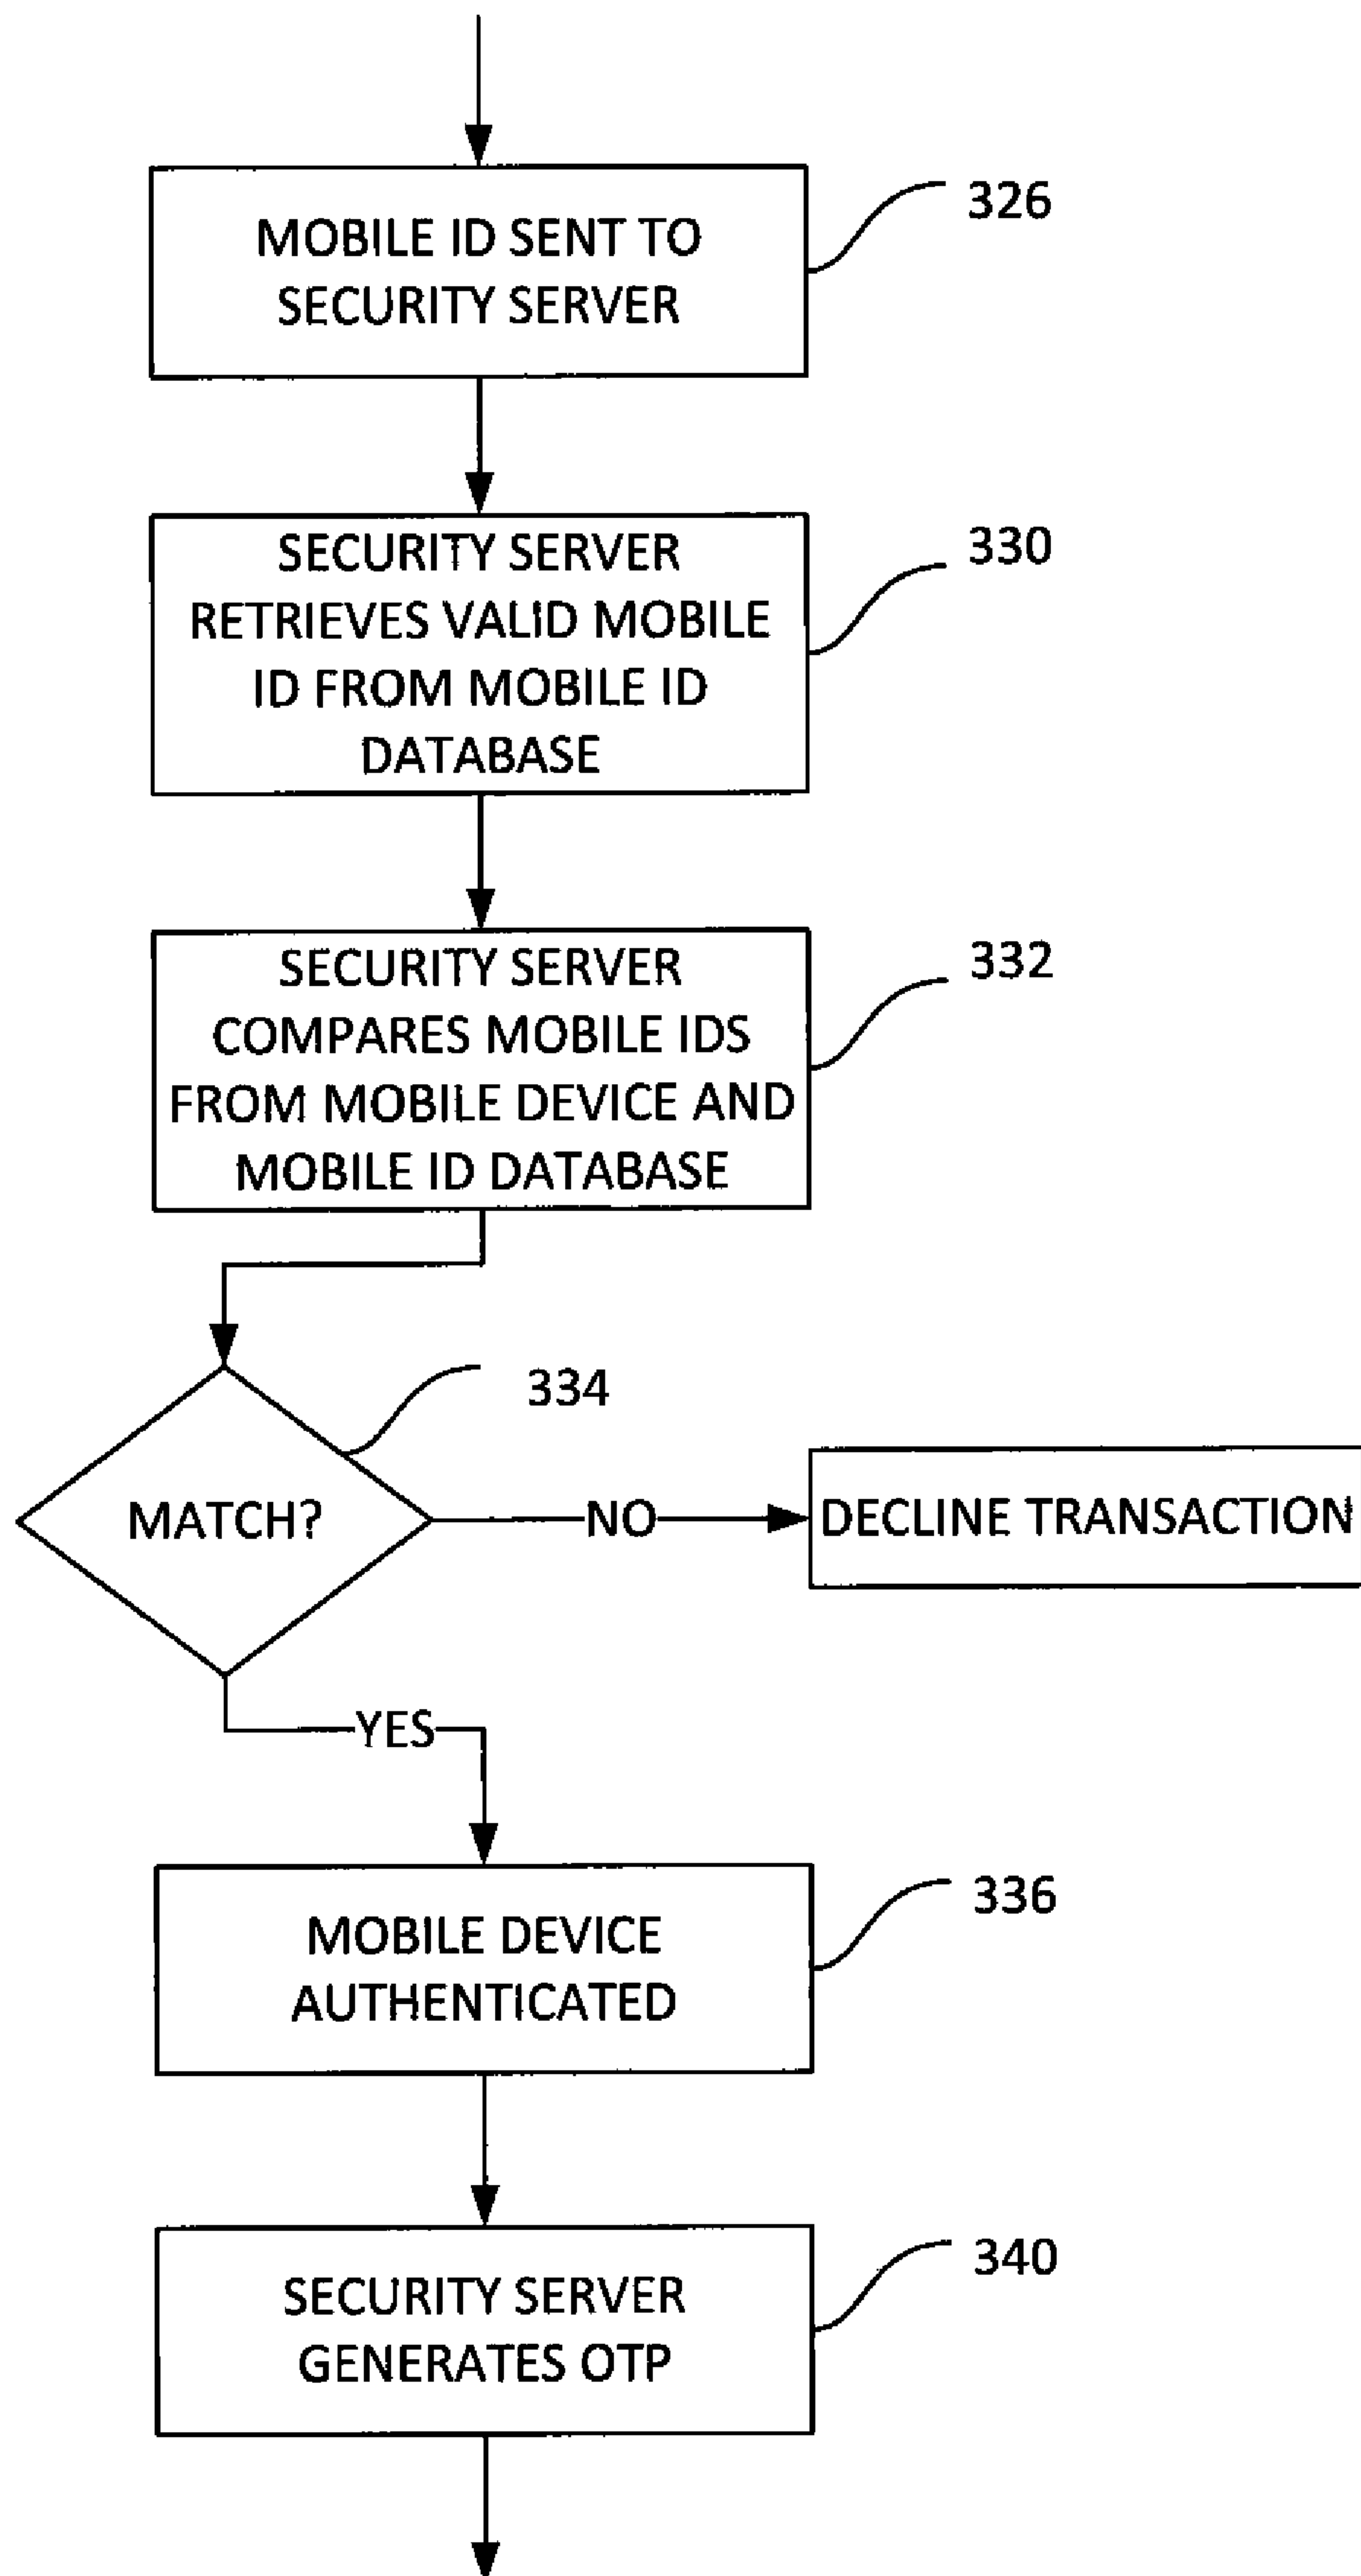 MOBILE ID SENT TO
SECURITY SERVER
326
SECURITY SERVER
RETRIEVES VALID MOBILE
ID FROM MOBILE ID
DATABASE
330
SECURITY SERVER
COMPARES MOBILE IDS
FROM MOBILE DEVICE AND
MOBILE ID DATABASE
332
334
MATCH?
NO
DECLINE TRANSACTION
YES
MOBILE DEVICE
AUTHENTICATED
336
SECURITY SERVER
GENERATES OTP
340